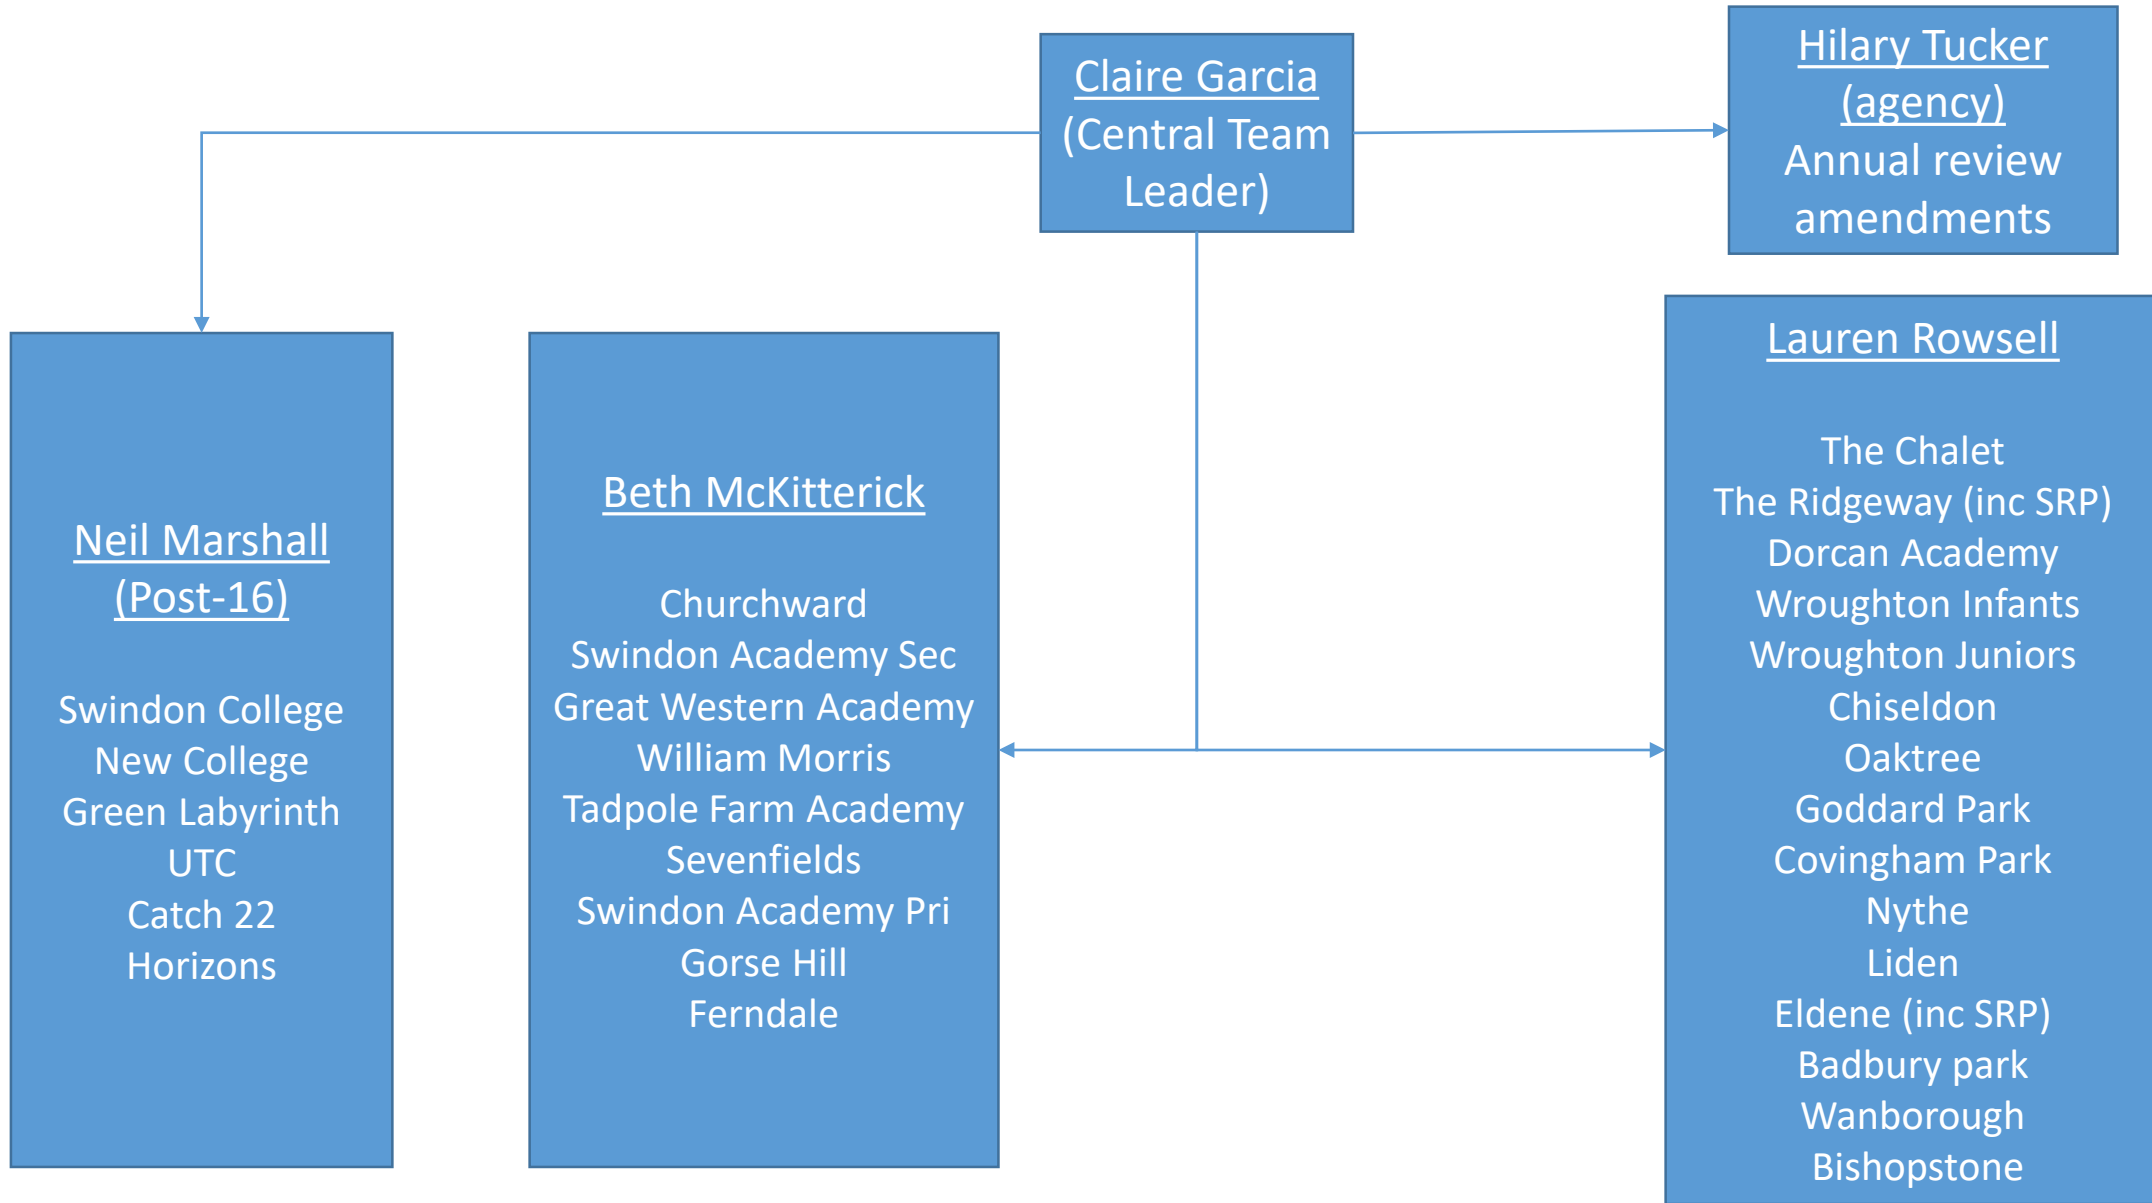 Claire Garcia
(Central Team
Leader)
Hilary Tucker
(agency)
Annual review
amendments
Neil Marshall
(Post-16)
Swindon College
New College
Green Labyrinth
UTC
Catch 22
Horizons
Beth McKitterick
Churchward
Swindon Academy Sec
Great Western Academy
William Morris
Tadpole Farm Academy
Sevenfields
Swindon Academy Pri
Gorse Hill
Ferndale
Lauren Rowsell
The Chalet
The Ridgeway (inc SRP)
Dorcan Academy
Wroughton Infants
Wroughton Juniors
Chiseldon
Oaktree
Goddard Park
Covingham Park
Nythe
Liden
Eldene (inc SRP)
Badbury park
Wanborough
Bishopstone